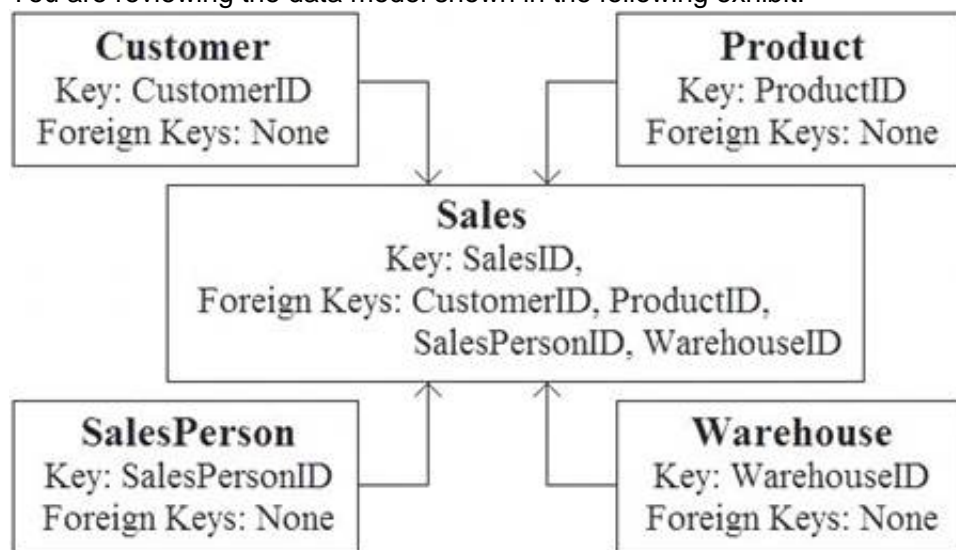 You are reviewing the data model shown in the following exhibit.
Customer
Key: CustomerID
Foreign Keys: None
Product
Key: ProductID
Foreign Keys: None
Sales
Key: SalesID,
Foreign Keys: CustomerID, ProductID,
SalesPersonID, WarehouseID
SalesPerson
Key: SalesPersonID
Foreign Keys: None
Warehouse
Key: WarehouseID
Foreign Keys: None